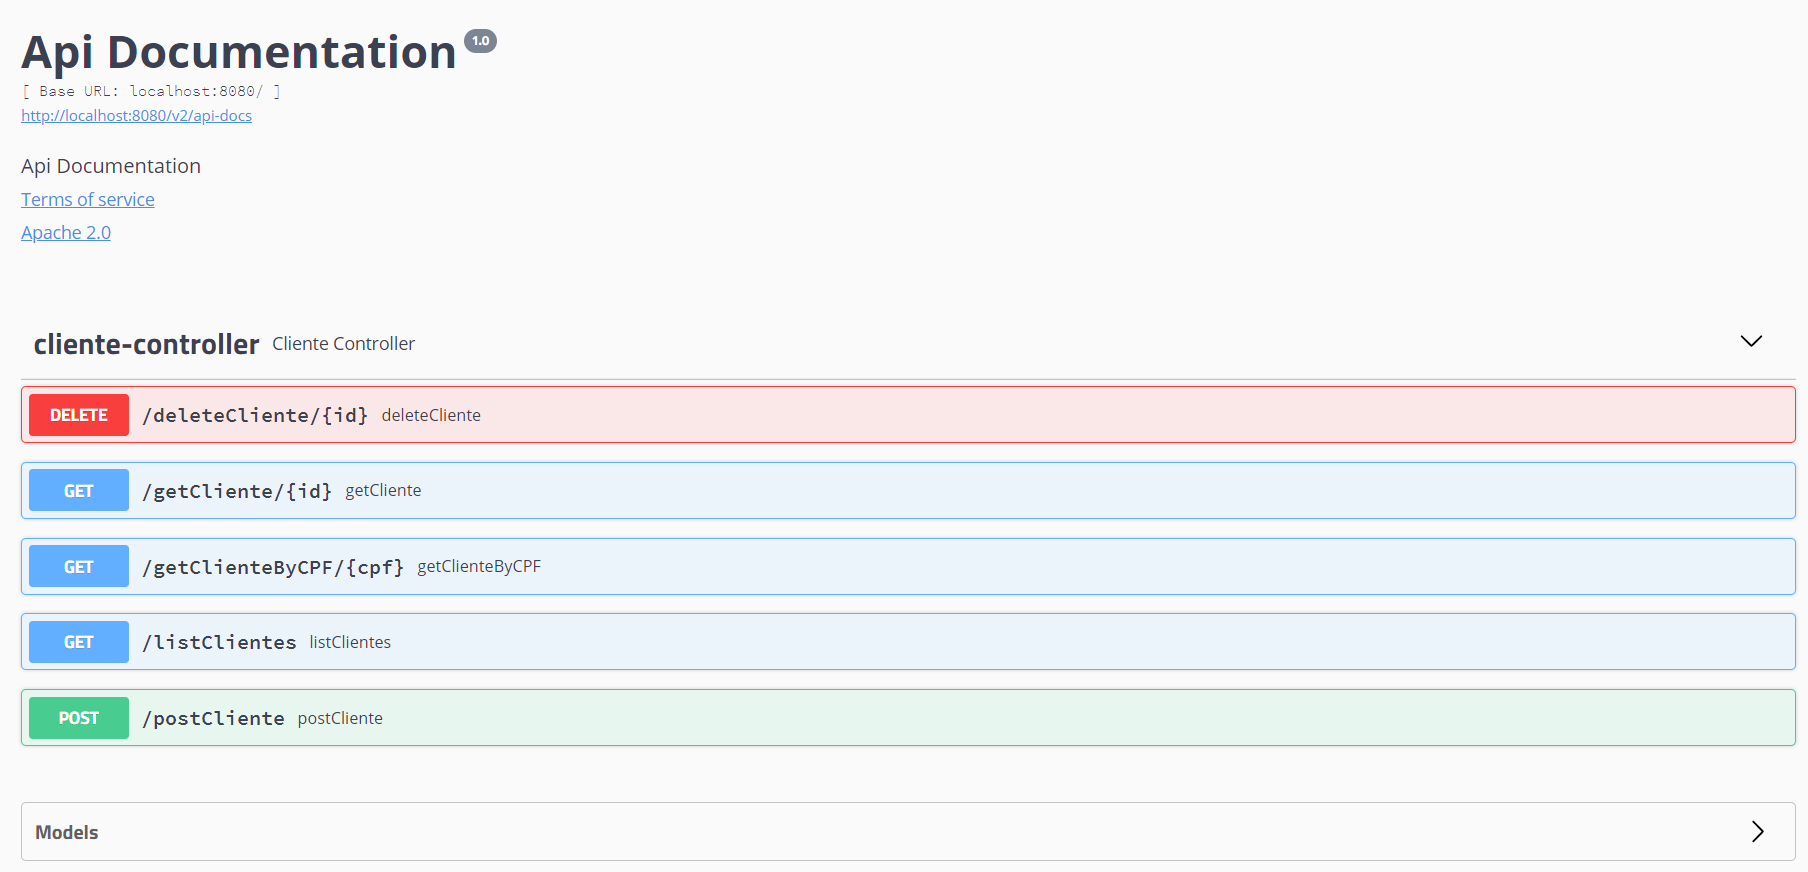 Api Documentation 1.0
[ Base URL: localhost:8080/ ]
http://localhost:8080/v2/api-docs
Api Documentation
Terms of service
Apache 2.0
cliente-controller Cliente Controller
DELETE /deleteCliente/{id} deleteCliente
GET /getCliente/{id} getCliente
GET /getClienteByCPF/{cpf} getClienteByCPF
GET /listClientes listClientes
POST /postCliente postCliente
Models